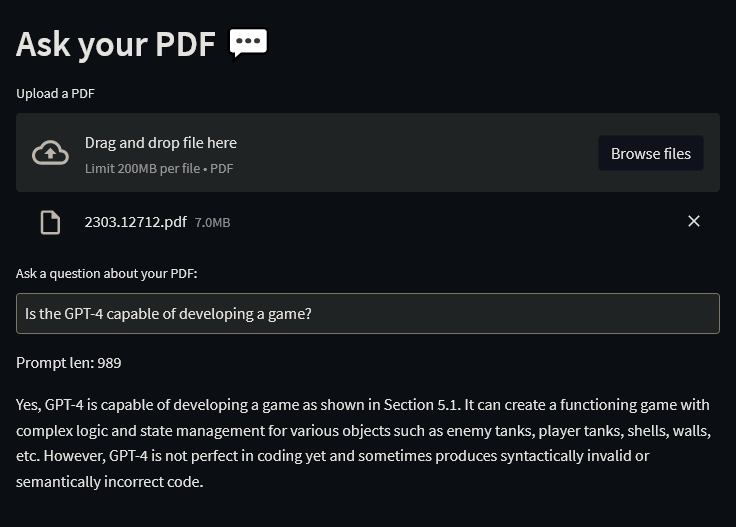 Ask your PDF 💬
Upload a PDF
Drag and drop file here
Limit 200MB per file • PDF
Browse files
2303.12712.pdf 7.0MB
Ask a question about your PDF:
Is the GPT-4 capable of developing a game?
Prompt len: 989
Yes, GPT-4 is capable of developing a game as shown in Section 5.1. It can create a functioning game with
complex logic and state management for various objects such as enemy tanks, player tanks, shells, walls,
etc. However, GPT-4 is not perfect in coding yet and sometimes produces syntactically invalid or
semantically incorrect code.